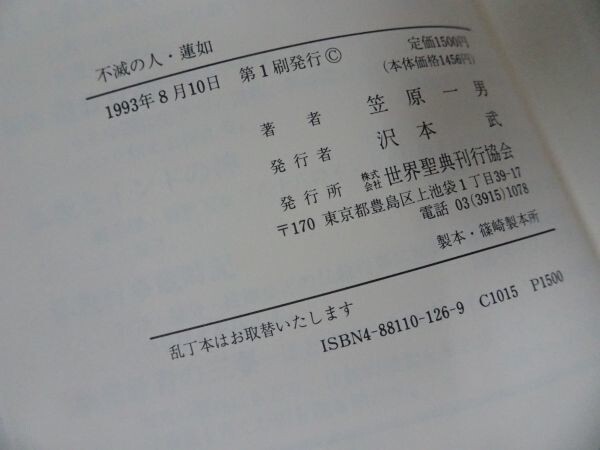 不滅の人・蓮如
定価1500円
1993年8月10日 第1刷発行© (本体価格1456円)
著者 笠原一男
発行者 沢本 武
発行所 株式会社 世界聖典刊行協会
〒170 東京都豊島区上池袋1丁目39-17
電話 03(3915)1078
製本・篠崎製本所
乱丁本はお取替いたします
ISBN4-88110-126-9 C1015 P1500